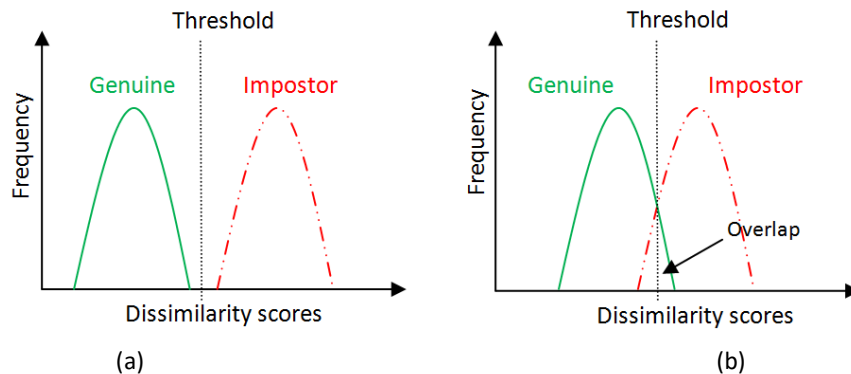 Threshold
Genuine
Impostor
Frequency
Dissimilarity scores
(a)
Threshold
Genuine
Impostor
Frequency
Overlap
Dissimilarity scores
(b)